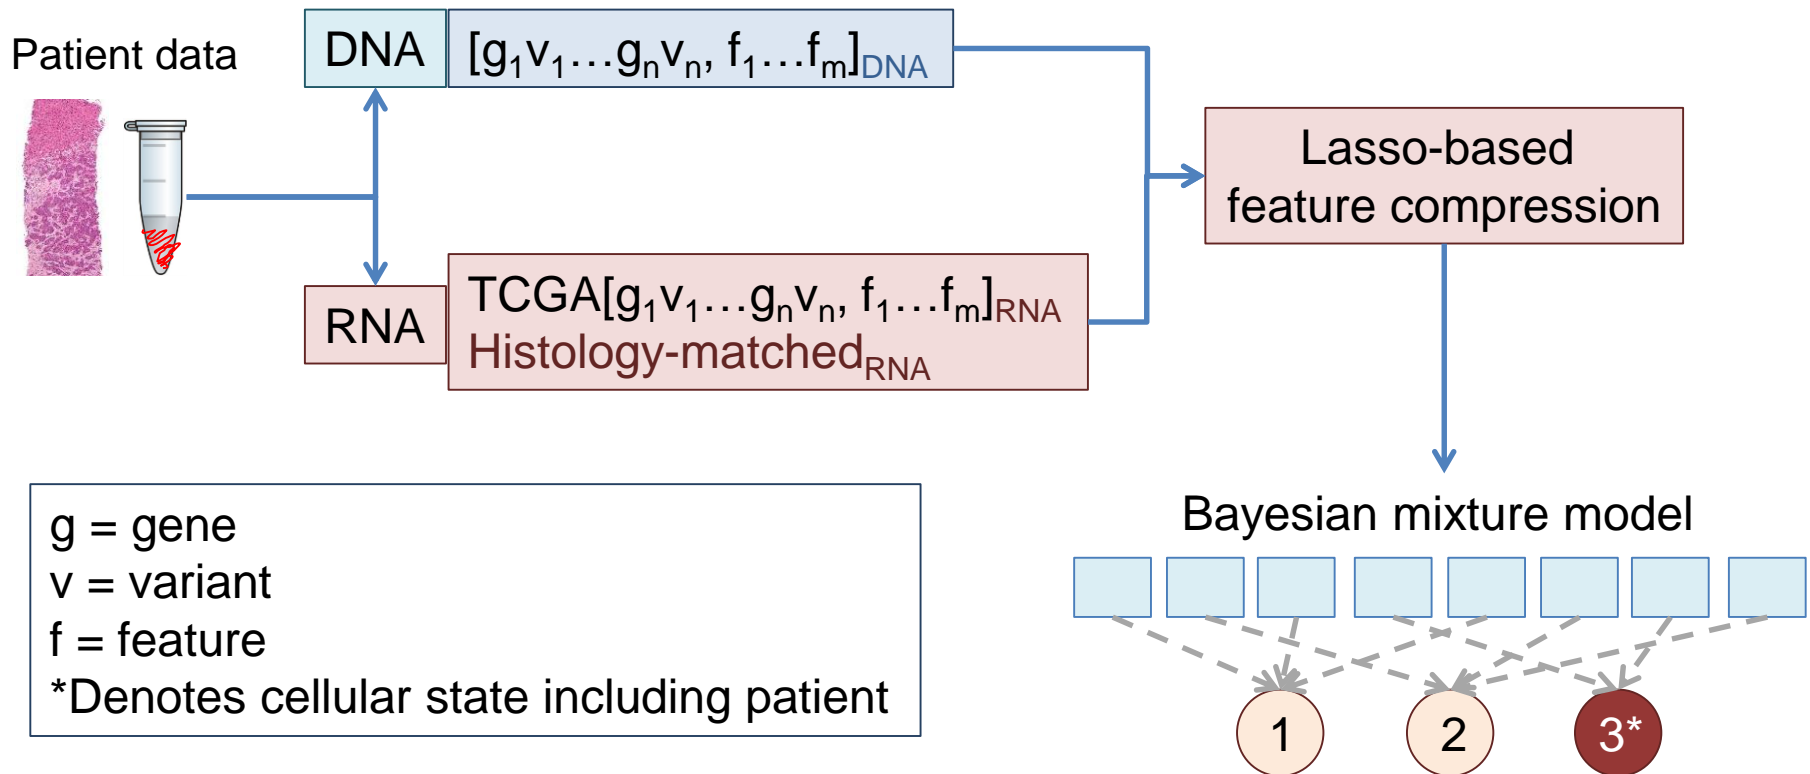 Patient data
DNA
[g₁v₁…gₙvₙ, f₁…fₘ]DNA
RNA
TCGA[g₁v₁…gₙvₙ, f₁…fₘ]RNA
Histology-matchedRNA
Lasso-based
feature compression
g = gene
v = variant
f = feature
*Denotes cellular state including patient
Bayesian mixture model
1
2
3*